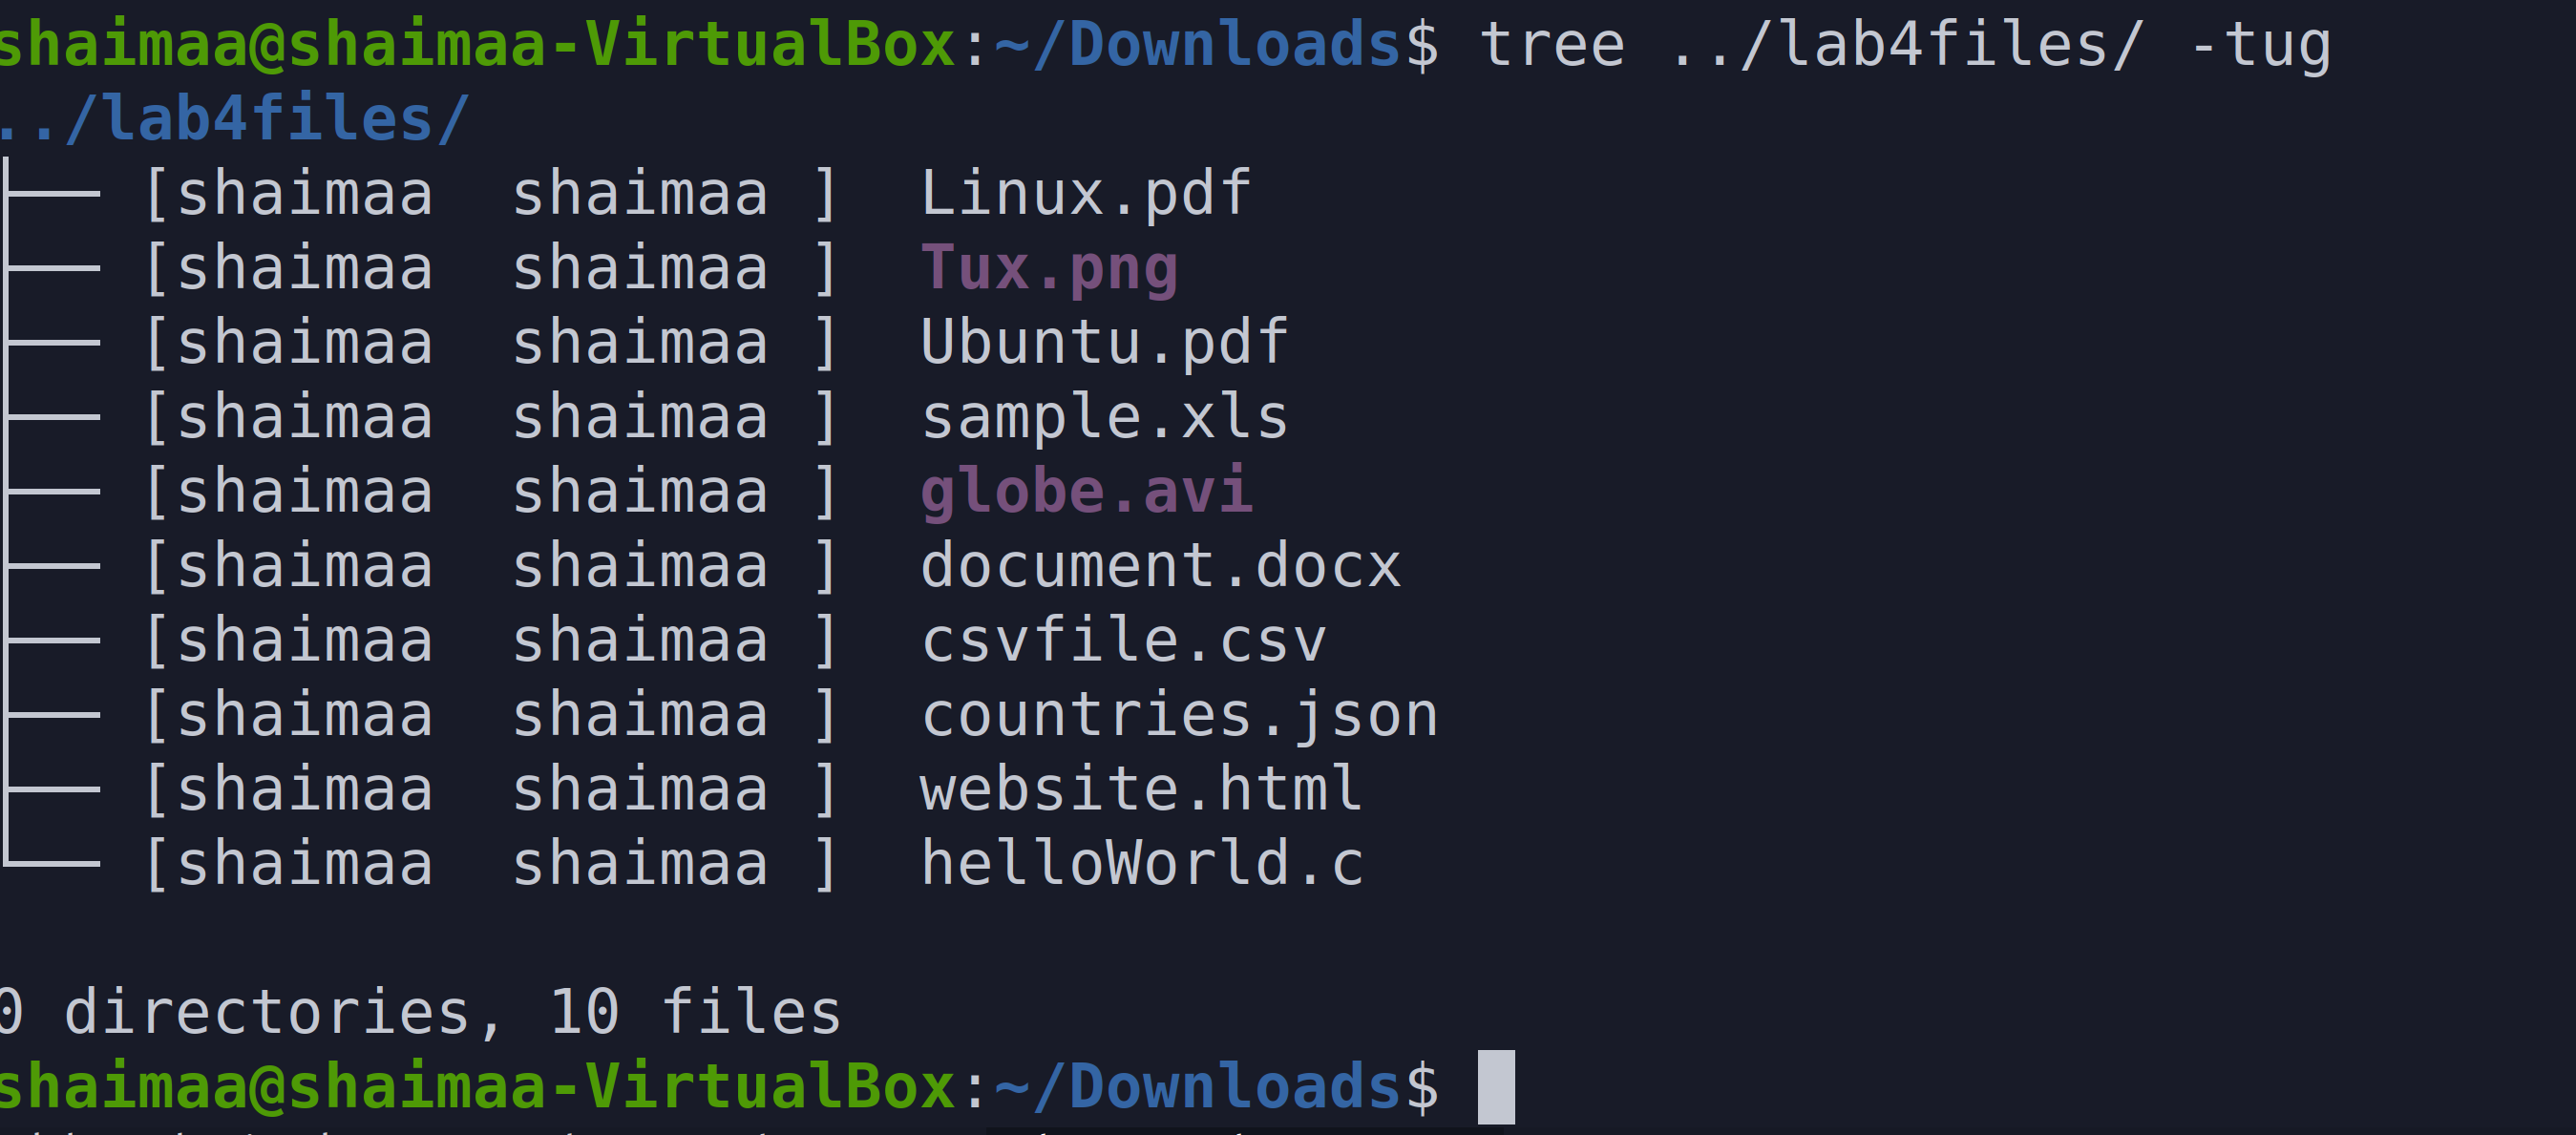 shaimaa@shaimaa-VirtualBox:~/Downloads$ tree ../lab4files/ -tug
../lab4files/
├── [shaimaa  shaimaa ]  Linux.pdf
├── [shaimaa  shaimaa ]  Tux.png
├── [shaimaa  shaimaa ]  Ubuntu.pdf
├── [shaimaa  shaimaa ]  sample.xls
├── [shaimaa  shaimaa ]  globe.avi
├── [shaimaa  shaimaa ]  document.docx
├── [shaimaa  shaimaa ]  csvfile.csv
├── [shaimaa  shaimaa ]  countries.json
├── [shaimaa  shaimaa ]  website.html
└── [shaimaa  shaimaa ]  helloWorld.c
0 directories, 10 files
shaimaa@shaimaa-VirtualBox:~/Downloads$